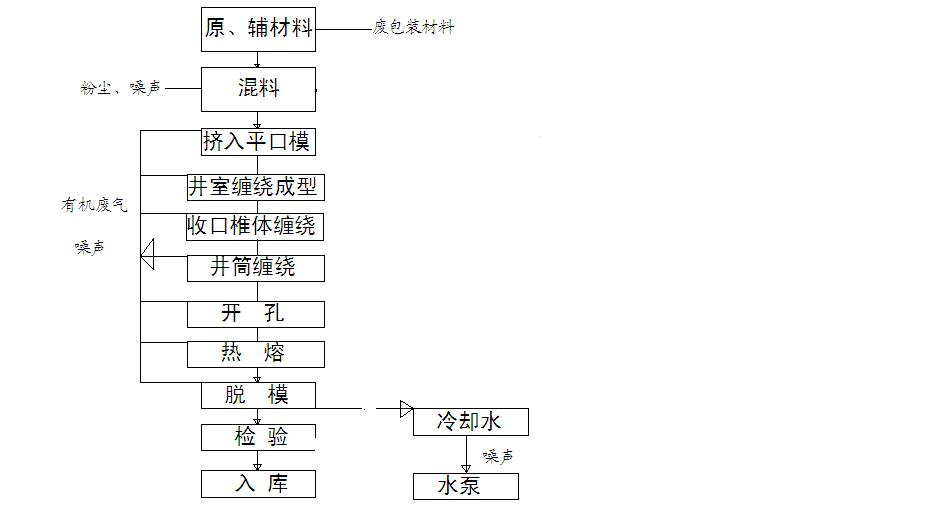 原、辅材料
废包装材料
粉尘、噪声
混料
挤入平口模
井室缠绕成型
有机废气
收口椎体缠绕
噪声
井筒缠绕
开 孔
热 熔
脱 模
冷却水
检 验
噪声
入 库
水泵